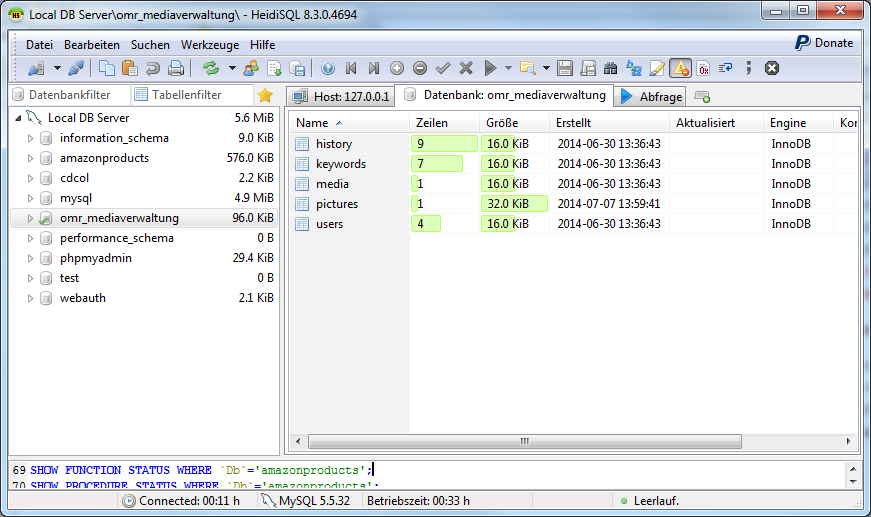 Local DB Server\omr_mediaverwaltung\ - HeidiSQL 8.3.0.4694
Datei Bearbeiten Suchen Werkzeuge Hilfe Donate
Datenbankfilter Tabellenfilter Host: 127.0.0.1 Datenbank: omr_mediaverwaltung Abfrage
Local DB Server 5.6 MiB
information_schema 9.0 KiB
amazonproducts 576.0 KiB
cdcol 2.2 KiB
mysql 4.9 MiB
omr_mediaverwaltung 96.0 KiB
performance_schema 0 B
phpmyadmin 29.4 KiB
test 0 B
webauth 2.1 KiB
Name Zeilen Größe Erstellt Aktualisiert Engine Kor
history 9 16.0 KiB 2014-06-30 13:36:43 InnoDB
keywords 7 16.0 KiB 2014-06-30 13:36:43 InnoDB
media 1 16.0 KiB 2014-06-30 13:36:43 InnoDB
pictures 1 32.0 KiB 2014-07-07 13:59:41 InnoDB
users 4 16.0 KiB 2014-06-30 13:36:43 InnoDB
69 SHOW FUNCTION STATUS WHERE `Db`='amazonproducts';
70 SHOW PROCEDURE STATUS WHERE `Db`='amazonproducts';
Connected: 00:11 h MySQL 5.5.32 Betriebszeit: 00:33 h Leerlauf.